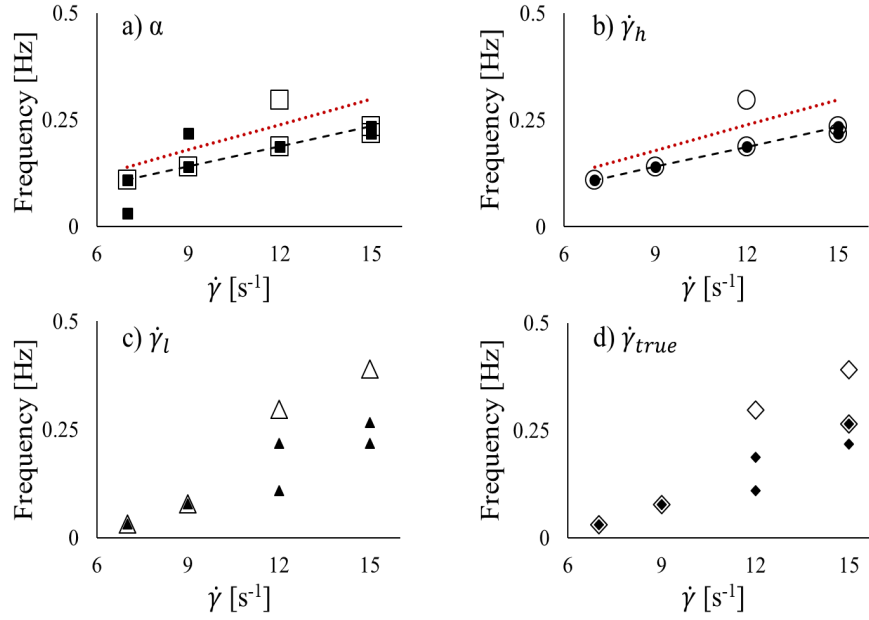 a) α
0.5
0.25
0
Frequency [Hz]
6 9 12 15
γ̇ [s⁻¹]
b) γ̇ₕ
0.5
0.25
0
Frequency [Hz]
6 9 12 15
γ̇ [s⁻¹]
c) γ̇ₗ
0.5
0.25
0
Frequency [Hz]
6 9 12 15
γ̇ [s⁻¹]
d) γ̇_true
0.5
0.25
0
Frequency [Hz]
6 9 12 15
γ̇ [s⁻¹]